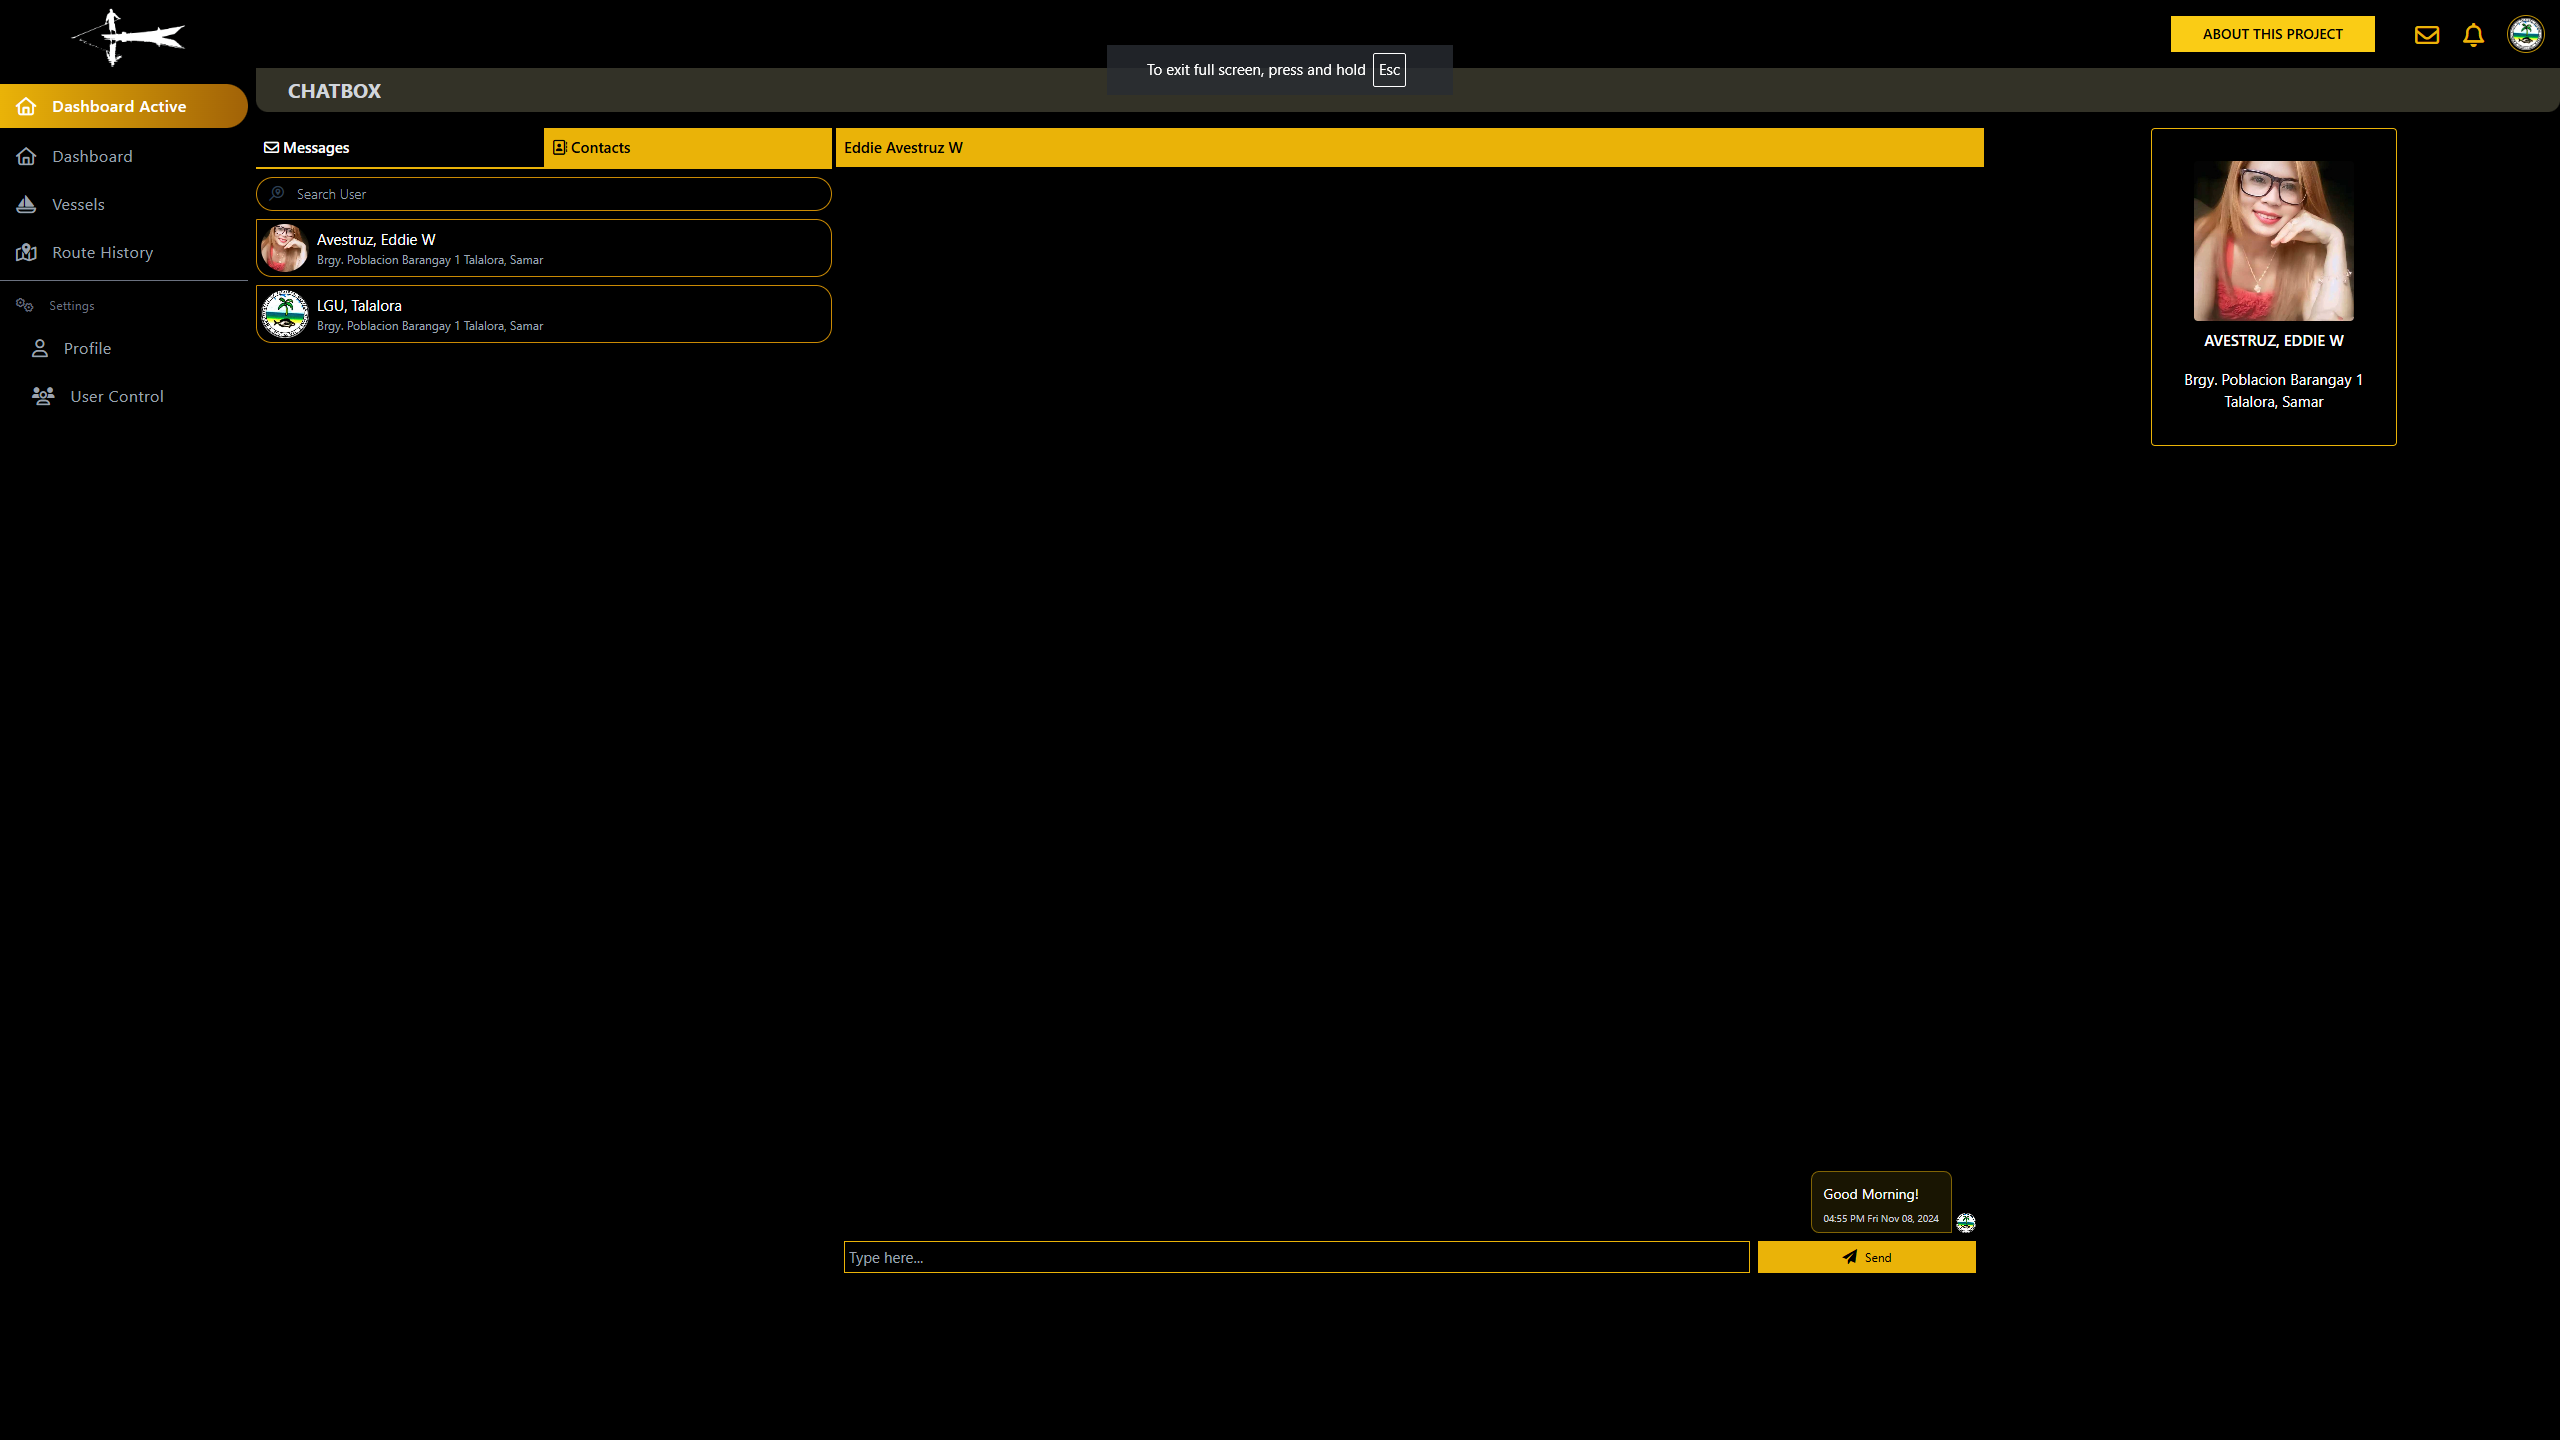 ABOUT THIS PROJECT
To exit full screen, press and hold Esc
CHATBOX
Dashboard Active
Dashboard
Vessels
Route History
Settings
Profile
User Control
Messages
Contacts
Search User
Avestruz, Eddie W
Brgy. Poblacion Barangay 1 Talalora, Samar
LGU, Talalora
Brgy. Poblacion Barangay 1 Talalora, Samar
Eddie Avestruz W
Good Morning!
04:55 PM Fri Nov 08, 2024
Type here...
Send
AVESTRUZ, EDDIE W
Brgy. Poblacion Barangay 1
Talalora, Samar